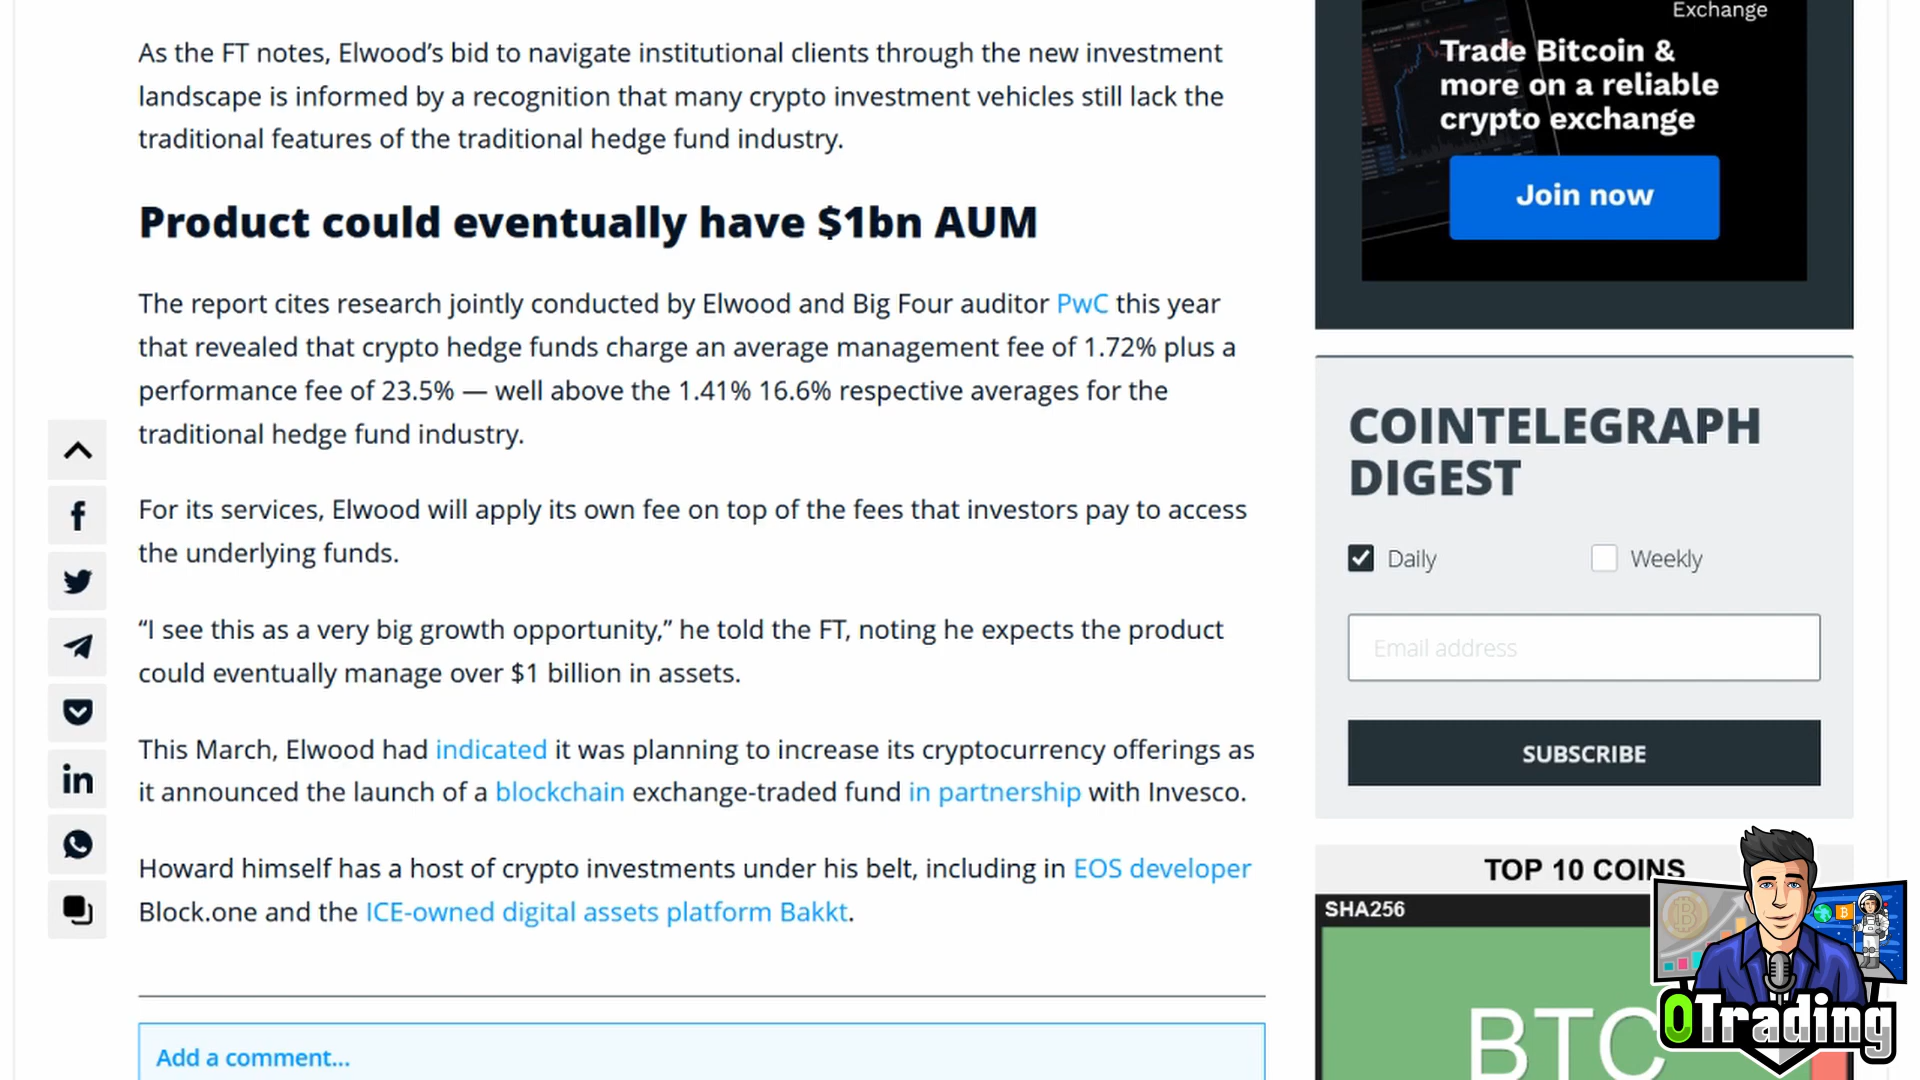 As the FT notes, Elwood’s bid to navigate institutional clients through the new investment
landscape is informed by a recognition that many crypto investment vehicles still lack the
traditional features of the traditional hedge fund industry.
Product could eventually have $1bn AUM
The report cites research jointly conducted by Elwood and Big Four auditor PwC this year
that revealed that crypto hedge funds charge an average management fee of 1.72% plus a
performance fee of 23.5% — well above the 1.41% 16.6% respective averages for the
traditional hedge fund industry.
For its services, Elwood will apply its own fee on top of the fees that investors pay to access
the underlying funds.
“I see this as a very big growth opportunity,” he told the FT, noting he expects the product
could eventually manage over $1 billion in assets.
This March, Elwood had indicated it was planning to increase its cryptocurrency offerings as
it announced the launch of a blockchain exchange-traded fund in partnership with Invesco.
Howard himself has a host of crypto investments under his belt, including in EOS developer
Block.one and the ICE-owned digital assets platform Bakkt.
Add a comment...
Exchange
Trade Bitcoin &
more on a reliable
crypto exchange
Join now
COINTELEGRAPH
DIGEST
Daily
Weekly
Email address
SUBSCRIBE
TOP 10 COINS
SHA256
BTC
OTrading